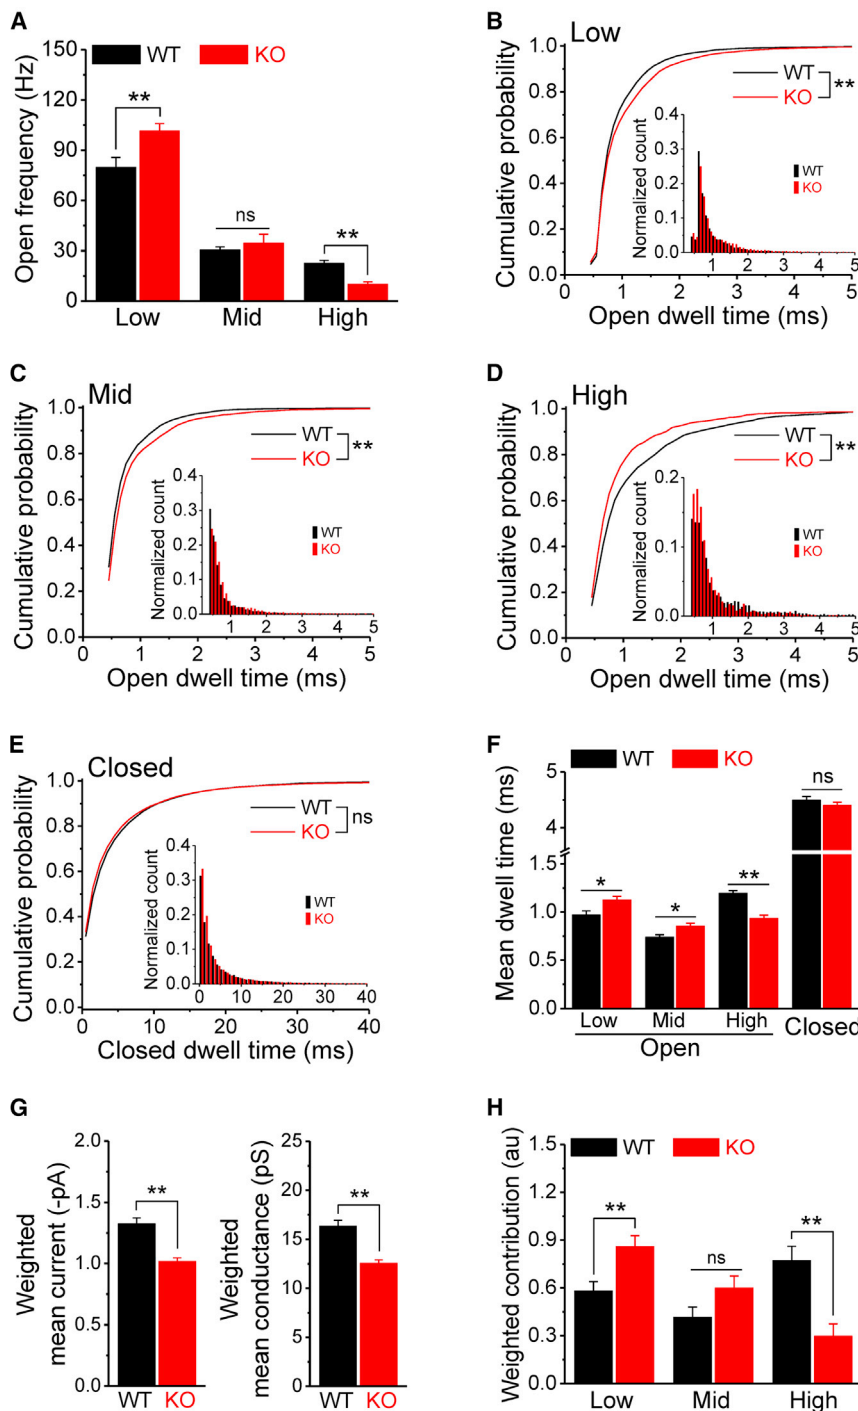 A
WT KO
Open frequency (Hz)
150
120
90
60
30
0
**
ns
**
Low Mid High
B
Low
Cumulative probability
1.0
0.8
0.6
0.4
0.2
0.0
WT
KO
**
Normalized count
0.4
0.3
0.2
0.1
0
WT
KO
1 2 3 4 5
0 1 2 3 4 5
Open dwell time (ms)
C
Mid
Cumulative probability
1.0
0.8
0.6
0.4
0.2
0.0
WT
KO
**
Normalized count
0.4
0.3
0.2
0.1
0.0
WT
KO
1 2 3 4 5
0 1 2 3 4 5
Open dwell time (ms)
D
High
Cumulative probability
1.0
0.8
0.6
0.4
0.2
0.0
WT
KO
**
Normalized count
0.2
0.1
0.0
WT
KO
1 2 3 4 5
0 1 2 3 4 5
Open dwell time (ms)
E
Closed
Cumulative probability
1.0
0.8
0.6
0.4
0.2
0.0
WT
KO
ns
Normalized count
0.4
0.3
0.2
0.1
0.0
WT
KO
0 10 20 30 40
0 10 20 30 40
Closed dwell time (ms)
F
WT KO
Mean dwell time (ms)
5.0
4.5
1.5
1.0
0.5
0.0
*
*
**
ns
Low Mid High Closed
Open
G
Weighted
mean current (-pA)
2.0
1.5
1.0
0.5
0.0
**
WT KO
Weighted
mean conductance (pS)
25
20
15
10
5
0
**
WT KO
H
WT KO
Weighted contribution (au)
1.5
1.2
0.9
0.6
0.3
0.0
**
ns
**
Low Mid High